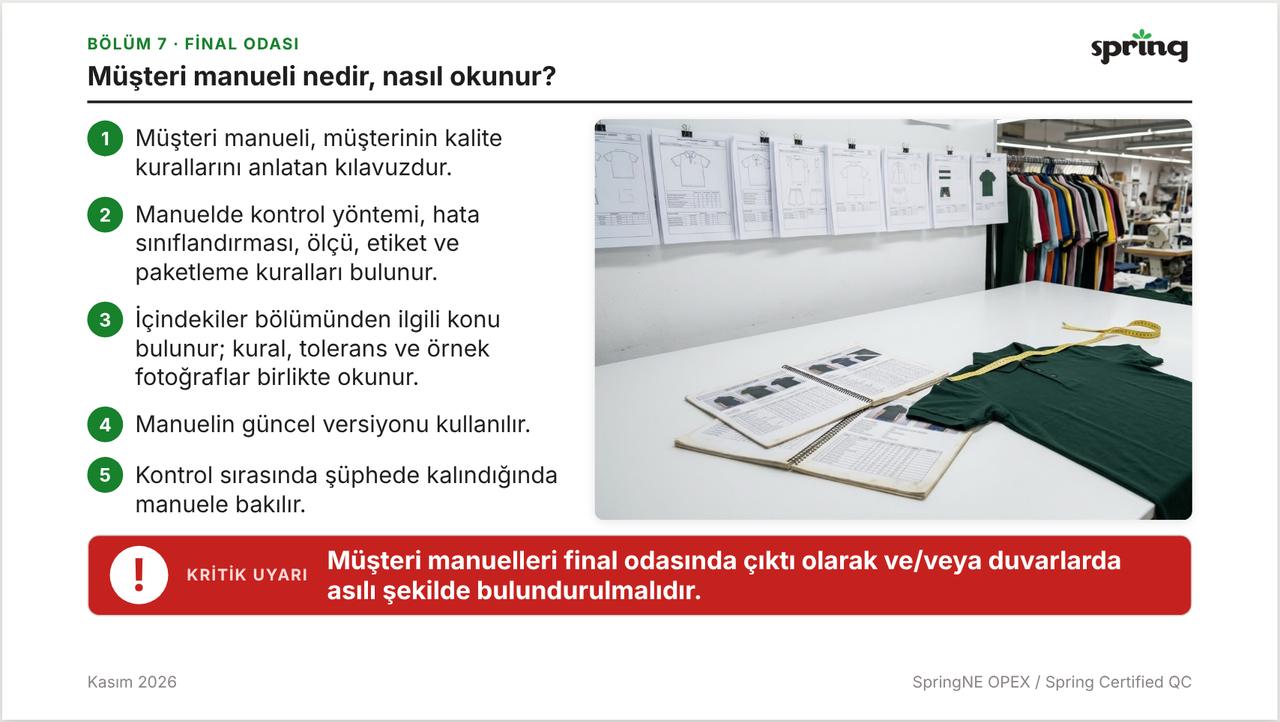 BÖLÜM 7 · FİNAL ODASI
spring
Müşteri manueli nedir, nasıl okunur?
1 Müşteri manueli, müşterinin kalite
kurallarını anlatan kılavuzdur.
2 Manuelde kontrol yöntemi, hata
sınıflandırması, ölçü, etiket ve
paketleme kuralları bulunur.
3 İçindekiler bölümünden ilgili konu
bulunur; kural, tolerans ve örnek
fotoğraflar birlikte okunur.
4 Manuelin güncel versiyonu kullanılır.
5 Kontrol sırasında şüphede kalındığında
manuele bakılır.
! KRİTİK UYARI
Müşteri manuelleri final odasında çıktı olarak ve/veya duvarlarda
asılı şekilde bulundurulmalıdır.
Kasım 2026
SpringNE OPEX / Spring Certified QC